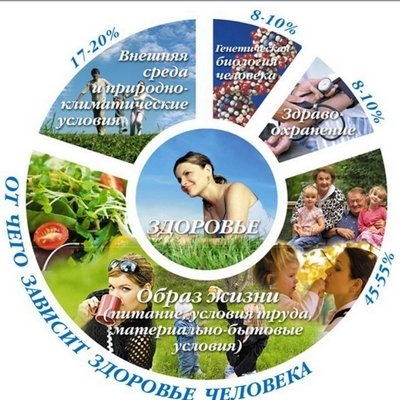 17-20%
Внешняя
среда
и природно-
климатические
условия
8-10%
Генетическая
биология
человека
8-10%
Здраво-
охранение
ЗДОРОВЬЕ
45-55%
Образ жизни
(питание, условия труда,
материально-бытовые
условия)
ОТ ЧЕГО ЗАВИСИТ ЗДОРОВЬЕ ЧЕЛОВЕКА